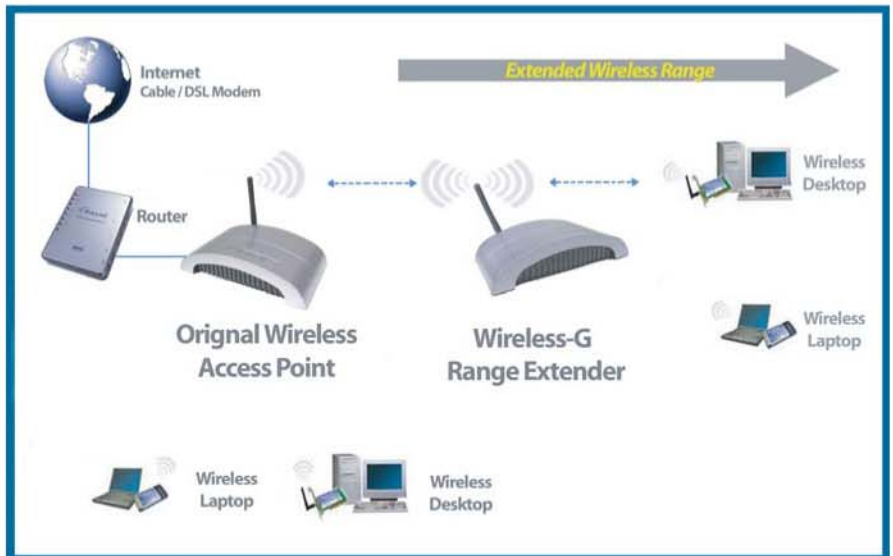 Internet
Cable / DSL Modem
Extended Wireless Range
Wireless
Desktop
Router
Orignal Wireless
Access Point
Wireless-G
Range Extender
Wireless
Laptop
Wireless
Laptop
Wireless
Desktop